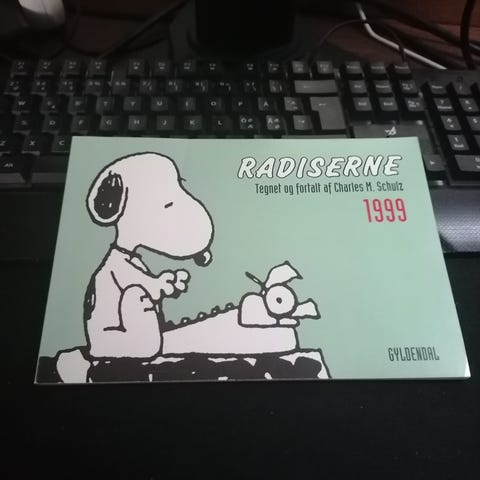 RADISERNE
Tegnet og fortalt af Charles M. Schulz
1999
GYLDENDAL